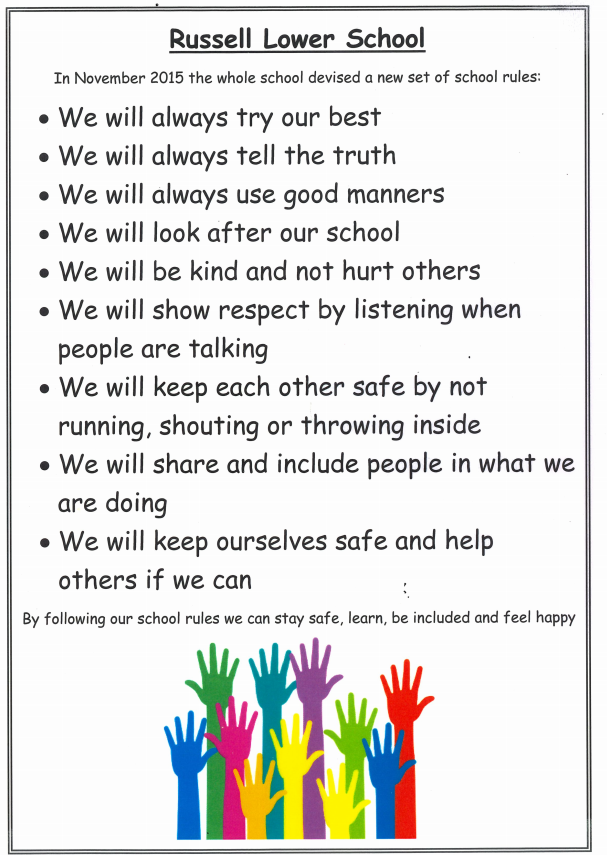 Russell Lower School
In November 2015 the whole school devised a new set of school rules:
• We will always try our best
• We will always tell the truth
• We will always use good manners
• We will look after our school
• We will be kind and not hurt others
• We will show respect by listening when
people are talking
• We will keep each other safe by not
running, shouting or throwing inside
• We will share and include people in what we
are doing
• We will keep ourselves safe and help
others if we can
By following our school rules we can stay safe, learn, be included and feel happy